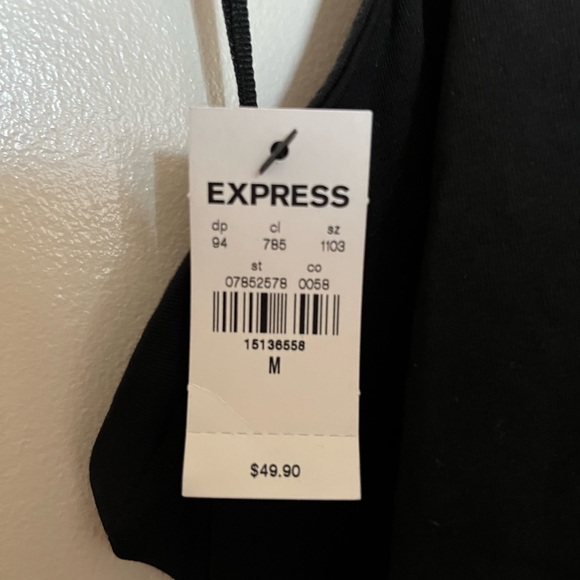 EXPRESS
dp cl sz
94 785 1103
st co
07852578 0058
15136558
M
$49.90